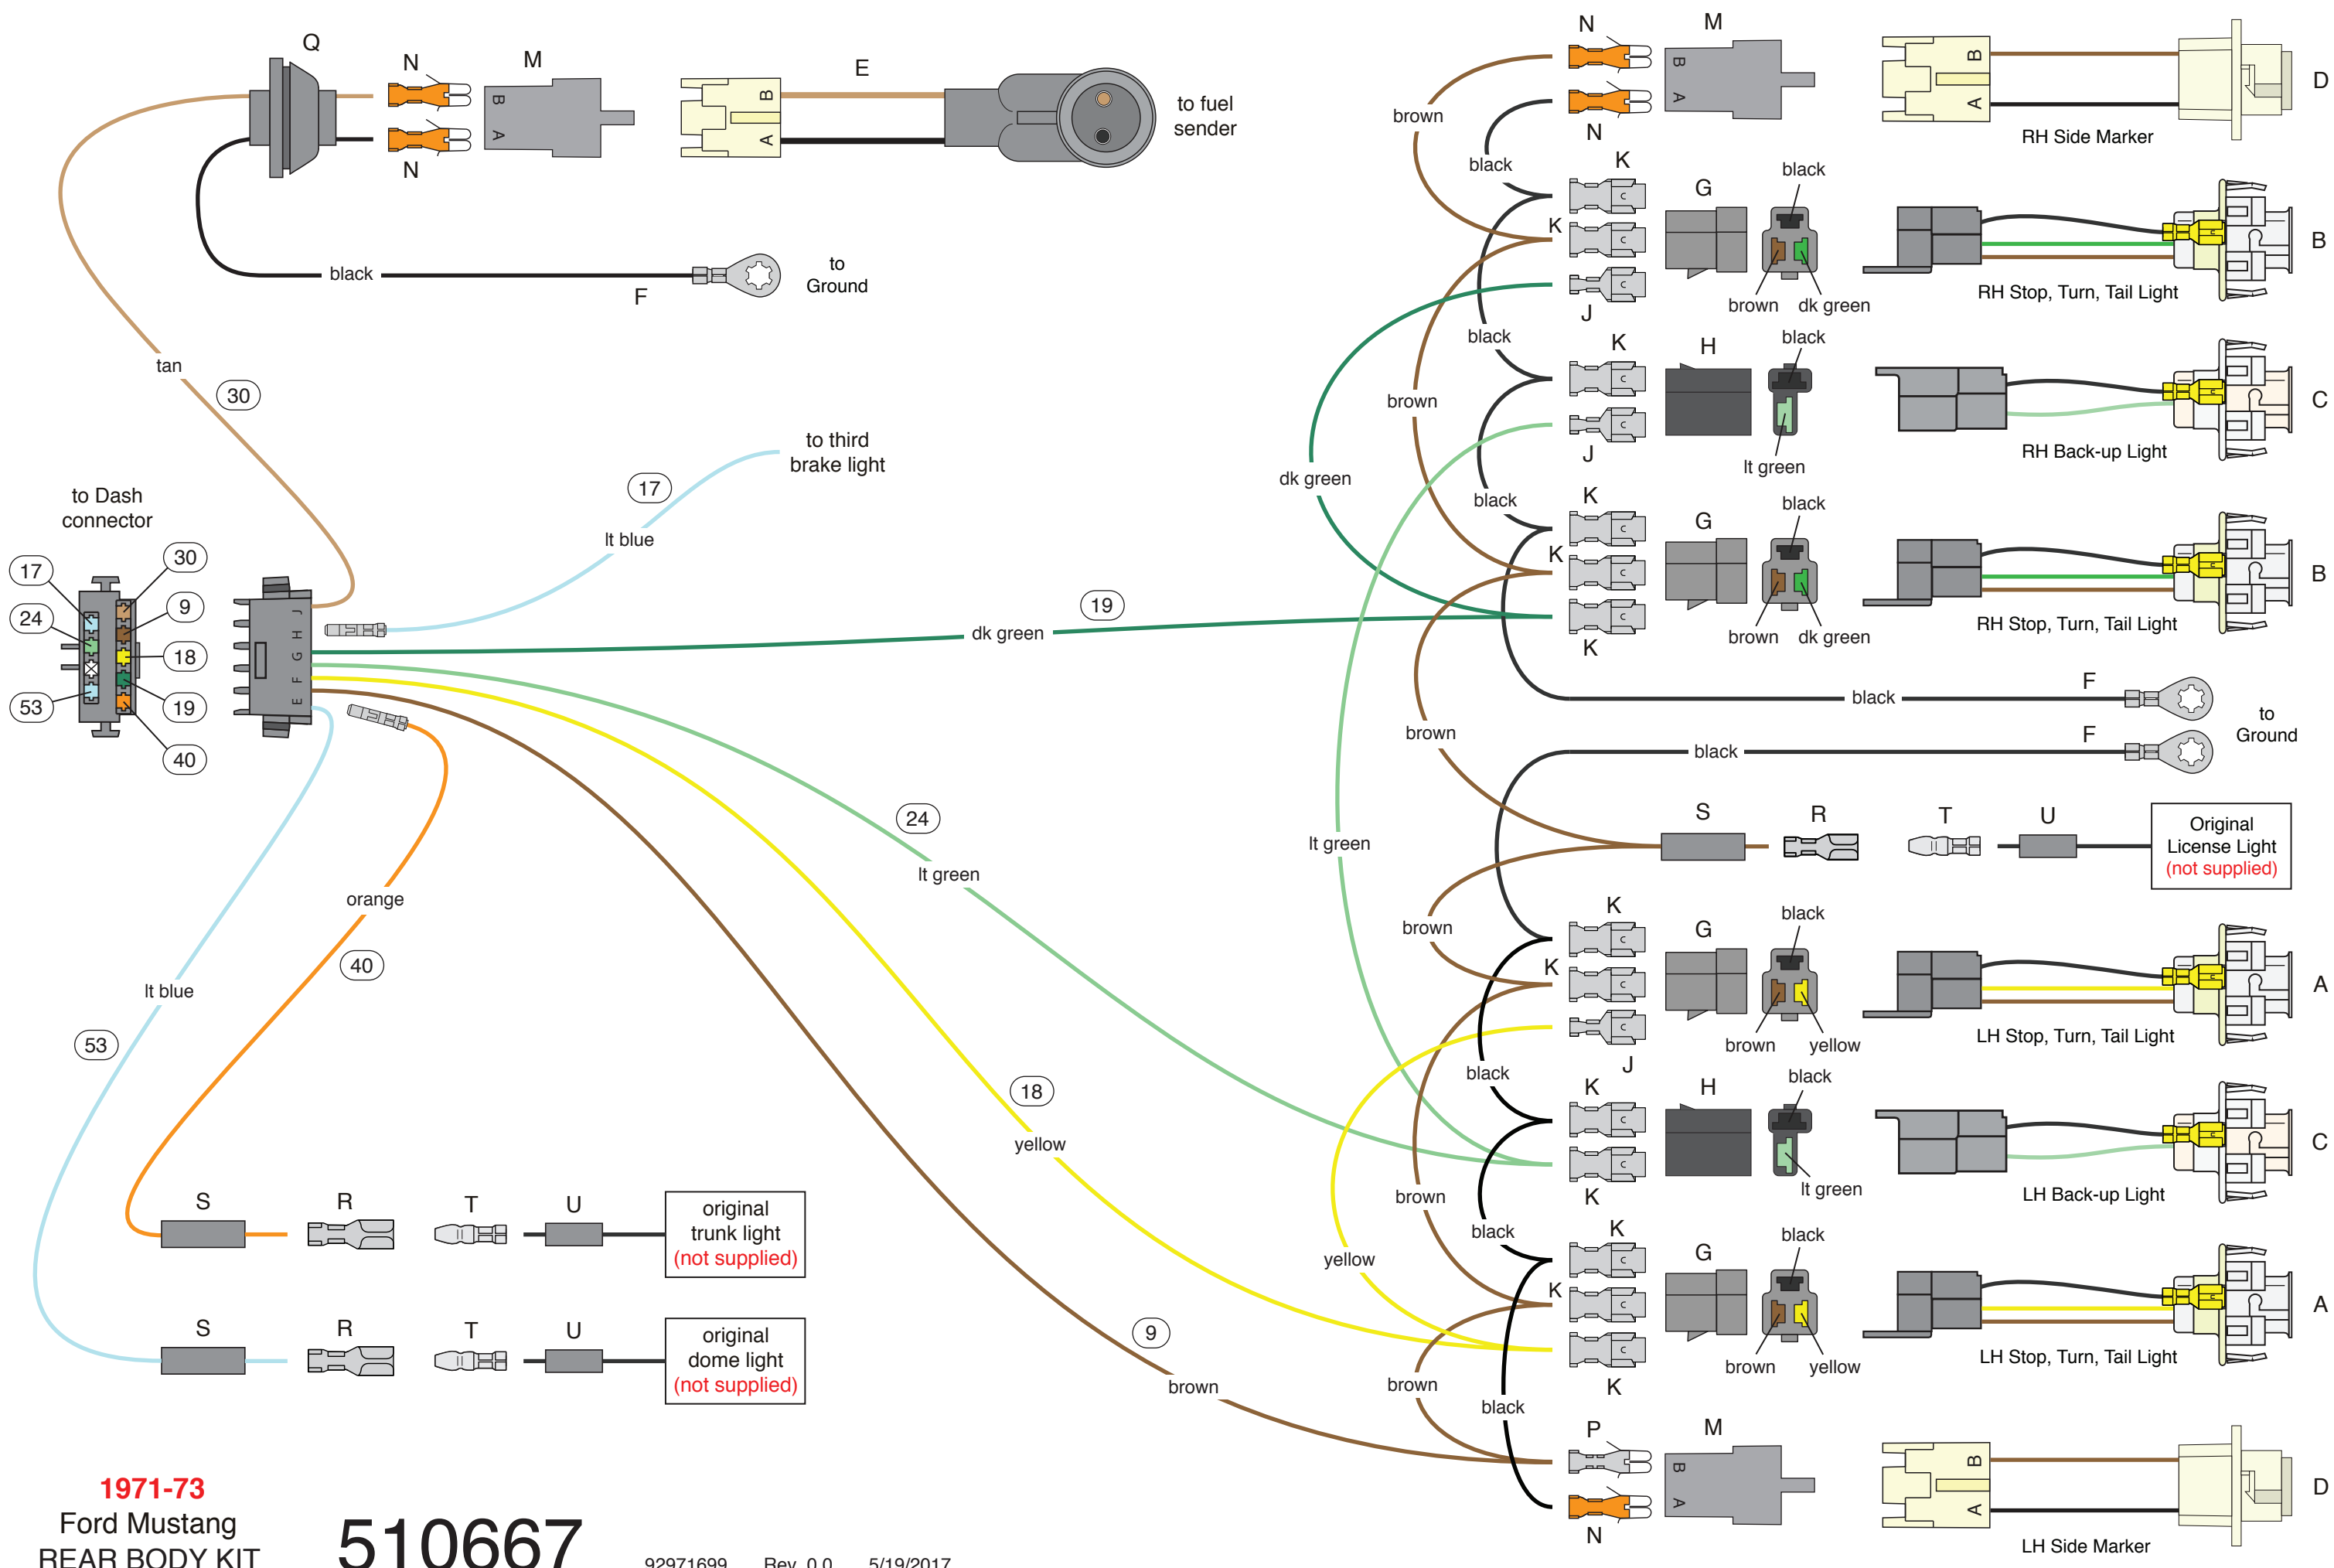 Q
N
M
E
B
A
B
A
N
to fuel
sender
black
F
to
Ground
tan
30
to third
brake light
17
lt blue
to Dash
connector
17
24
53
30
9
18
19
40
J
H
G
F
E
19
dk green
24
lt green
18
yellow
9
brown
orange
40
lt blue
53
S
R
T
U
original
trunk light
(not supplied)
S
R
T
U
original
dome light
(not supplied)
N
M
B
A
B
A
D
N
RH Side Marker
brown
black
K
G
black
K
B
J
brown
dk green
RH Stop, Turn, Tail Light
black
K
H
black
C
J
lt green
RH Back-up Light
brown
dk green
black
K
G
black
K
B
K
brown
dk green
RH Stop, Turn, Tail Light
black
F
to
Ground
black
F
brown
lt green
S
R
T
U
Original
License Light
(not supplied)
brown
K
G
black
K
A
J
brown
yellow
LH Stop, Turn, Tail Light
black
K
H
black
C
K
lt green
LH Back-up Light
brown
black
yellow
K
G
black
K
A
K
brown
yellow
LH Stop, Turn, Tail Light
brown
black
P
M
B
A
B
A
D
N
LH Side Marker
1971-73
Ford Mustang
REAR BODY KIT
510667
92971699 Rev. 0.0 5/19/2017